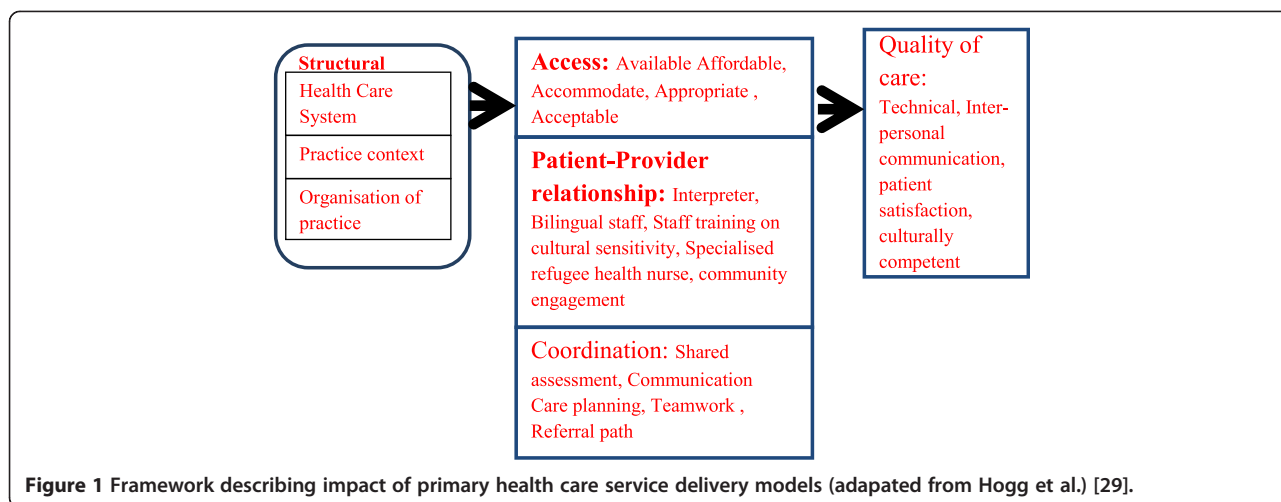 Structural
Health Care
System
Practice context
Organisation of
practice
Access: Available Affordable,
Accommodate, Appropriate ,
Acceptable
Patient-Provider
relationship: Interpreter,
Bilingual staff, Staff training on
cultural sensitivity, Specialised
refugee health nurse, community
engagement
Coordination: Shared
assessment, Communication
Care planning, Teamwork ,
Referral path
Quality of
care:
Technical, Inter-
personal
communication,
patient
satisfaction,
culturally
competent
Figure 1 Framework describing impact of primary health care service delivery models (adapated from Hogg et al.) [29].